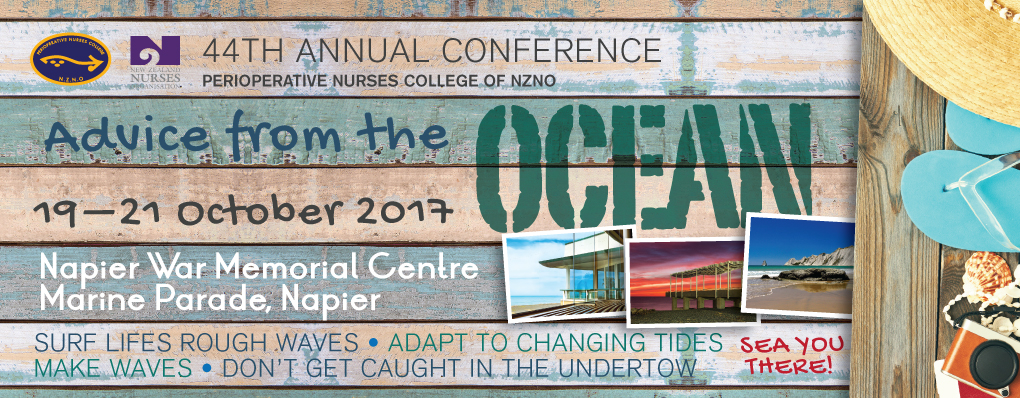 PERIOPERATIVE NURSES COLLEGE
N.Z.N.O
NEW ZEALAND
NURSES
ORGANISATION
44TH ANNUAL CONFERENCE
PERIOPERATIVE NURSES COLLEGE OF NZNO
Advice from the
OCEAN
19—21 October 2017
Napier War Memorial Centre
Marine Parade, Napier
SURF LIFES ROUGH WAVES • ADAPT TO CHANGING TIDES
MAKE WAVES • DON'T GET CAUGHT IN THE UNDERTOW
SEA YOU
THERE!